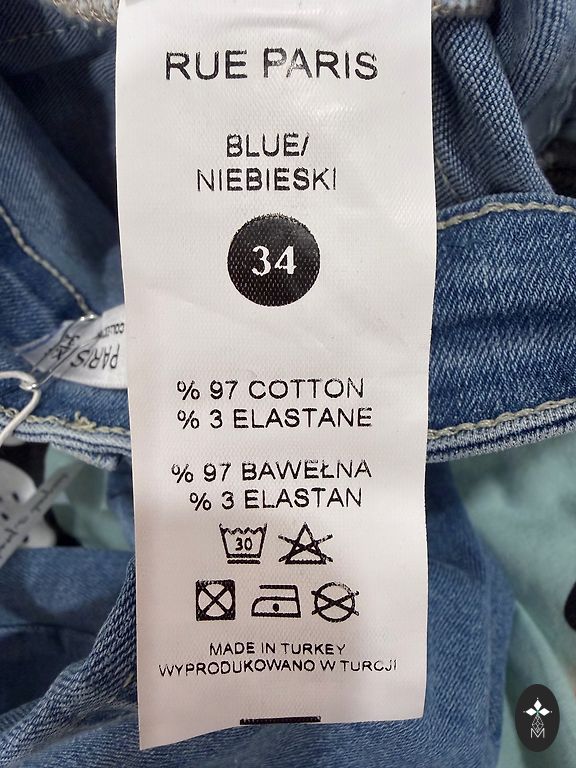 RUE PARIS
BLUE/
NIEBIESKI
34
% 97 COTTON
% 3 ELASTANE
% 97 BAWEŁNA
% 3 ELASTAN
30
MADE IN TURKEY
WYPRODUKOWANO W TURCJI
PARIS